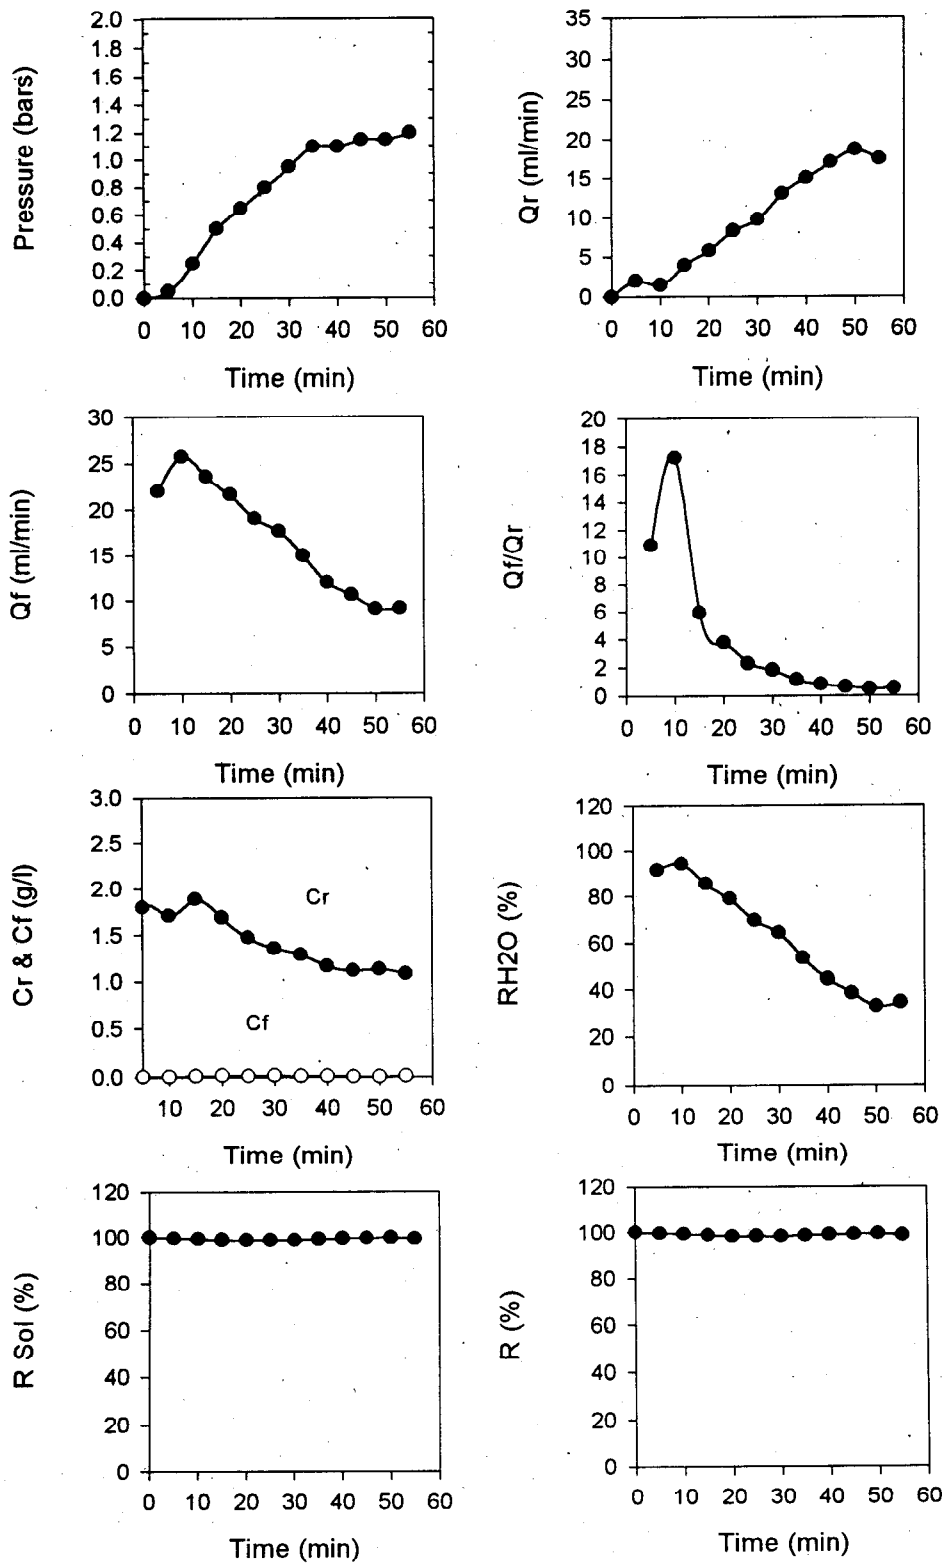 Pressure (bars)
2.0
1.8
1.6
1.4
1.2
1.0
0.8
0.6
0.4
0.2
0.0
0 10 20 30 40 50 60
Time (min)
Qr (ml/min)
35
30
25
20
15
10
5
0
0 10 20 30 40 50 60
Time (min)
Qf (ml/min)
30
25
20
15
10
5
0
0 10 20 30 40 50 60
Time (min)
Qf/Qr
20
18
16
14
12
10
8
6
4
2
0
0 10 20 30 40 50 60
Time (min)
Cr & Cf (g/l)
3.0
2.5
2.0
1.5
1.0
0.5
0.0
Cr
Cf
10 20 30 40 50 60
Time (min)
RH2O (%)
120
100
80
60
40
20
0
0 10 20 30 40 50 60
Time (min)
R Sol (%)
120
100
80
60
40
20
0
0 10 20 30 40 50 60
Time (min)
R (%)
120
100
80
60
40
20
0
0 10 20 30 40 50 60
Time (min)